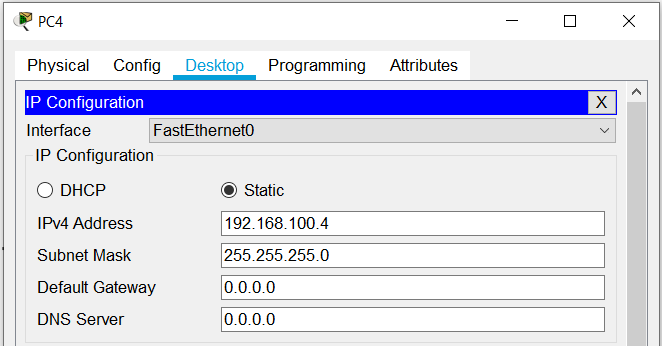 PC4
Physical Config Desktop Programming Attributes
IP Configuration X
Interface FastEthernet0
IP Configuration
DHCP Static
IPv4 Address 192.168.100.4
Subnet Mask 255.255.255.0
Default Gateway 0.0.0.0
DNS Server 0.0.0.0